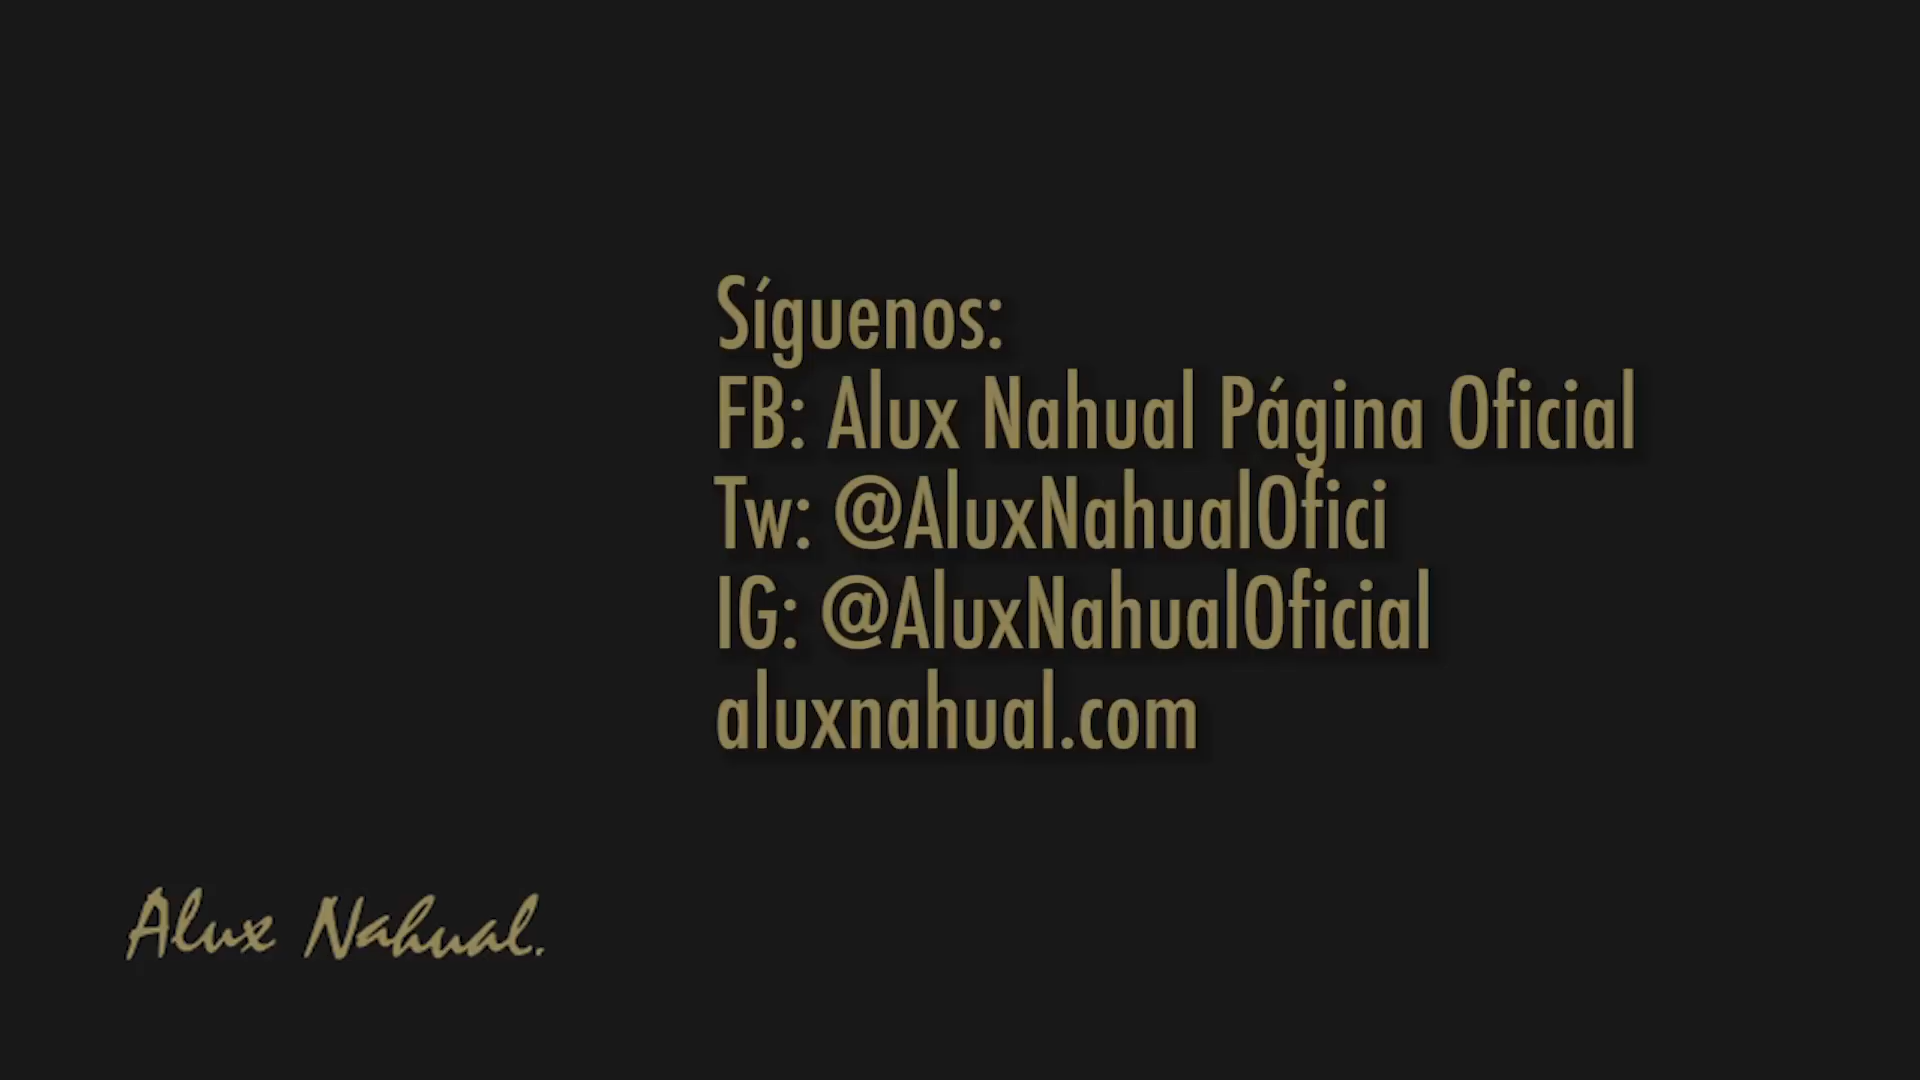 Síguenos:
FB: Alux Nahual Página Oficial
Tw: @AluxNahualOfici
IG: @AluxNahualOficial
aluxnahual.com
Alux Nahual.